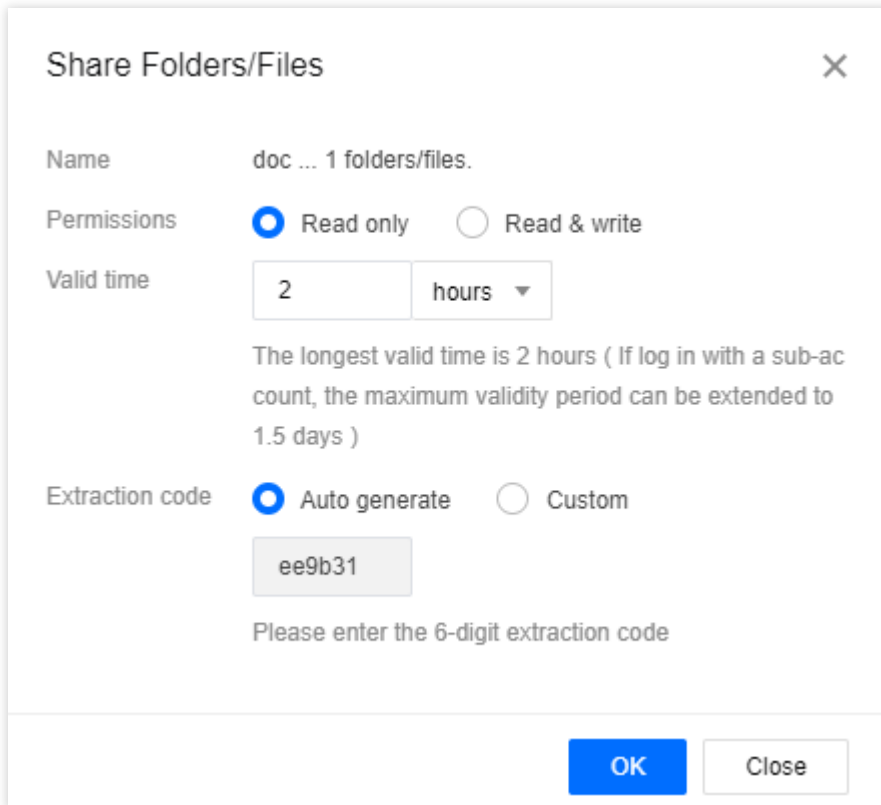 Share Folders/Files
Name doc ... 1 folders/files.
Permissions Read only Read & write
Valid time 2 hours
The longest valid time is 2 hours ( If log in with a sub-ac
count, the maximum validity period can be extended to
1.5 days )
Extraction code Auto generate Custom
ee9b31
Please enter the 6-digit extraction code
OK Close